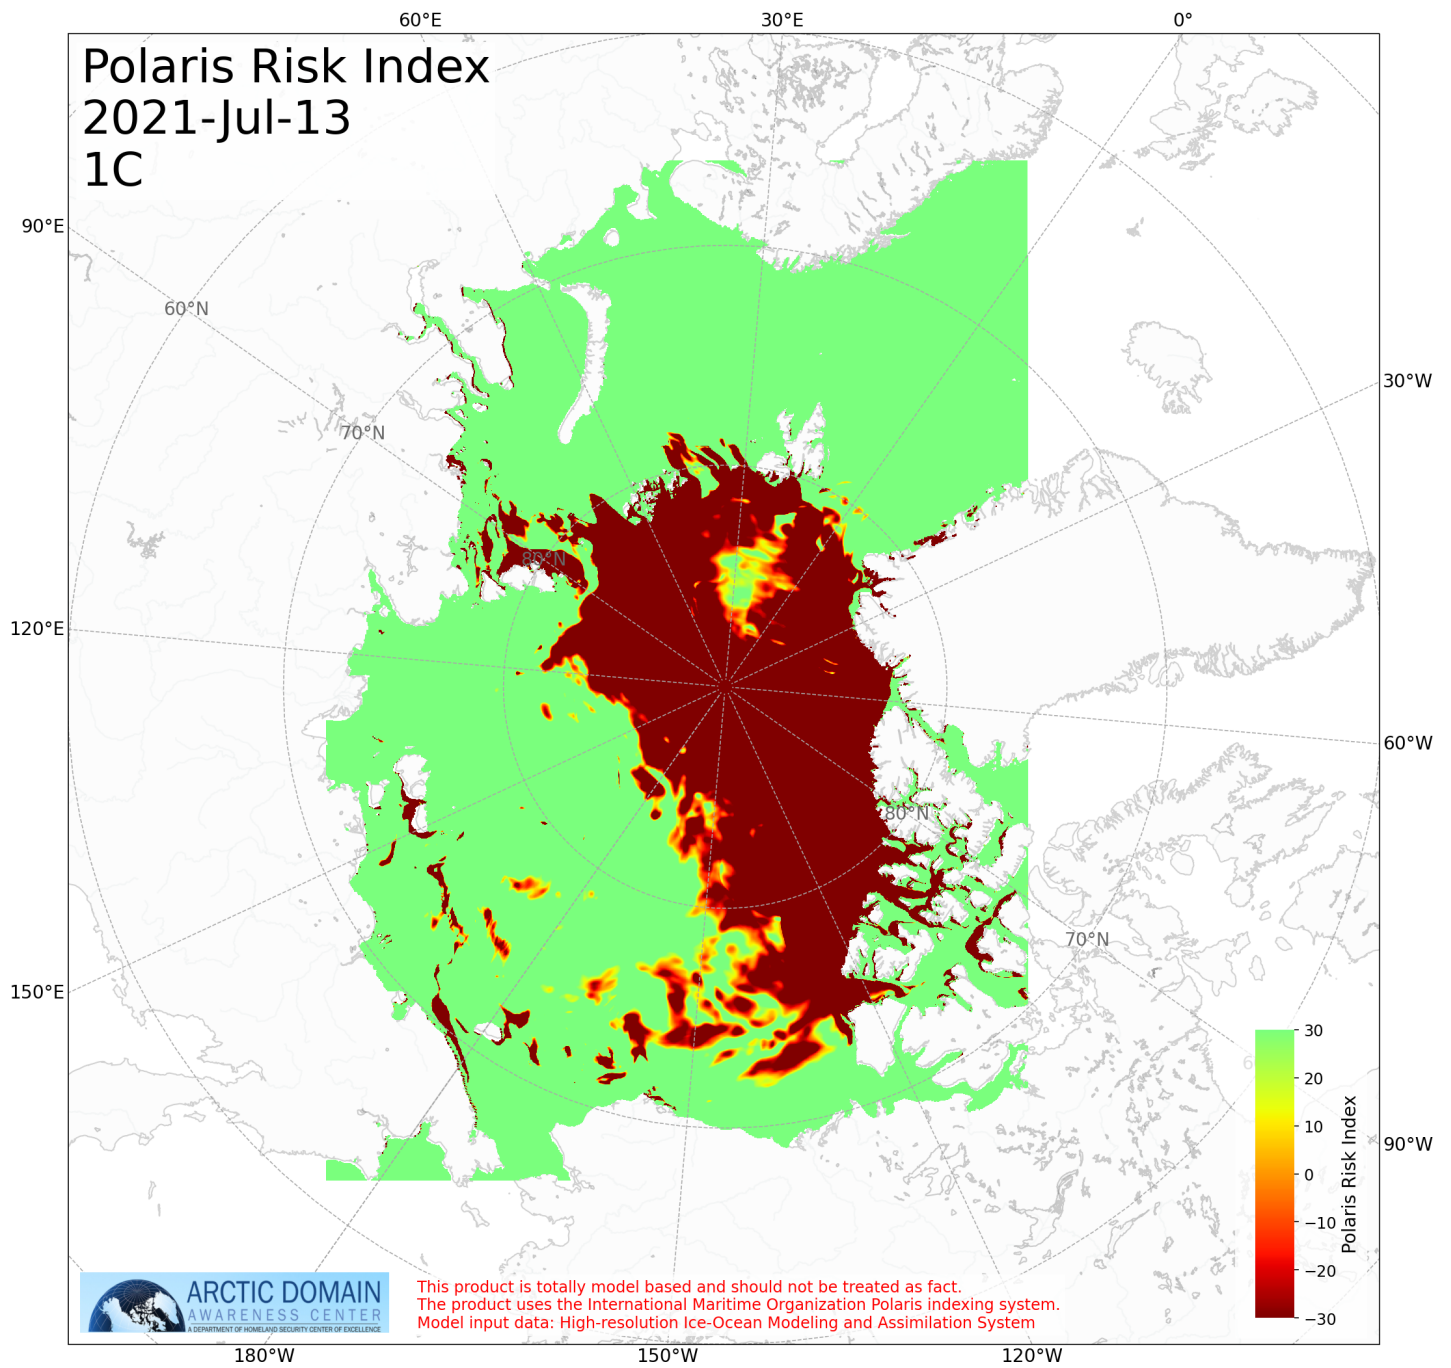 60°E 30°E 0°
Polaris Risk Index
2021-Jul-13
1C
90°E
60°N
30°W
70°N
80°N
120°E
60°W
80°N
70°N
150°E
30
20
10
0
−10
−20
−30
Polaris Risk Index
90°W
ARCTIC DOMAIN
AWARENESS CENTER
A DEPARTMENT OF HOMELAND SECURITY CENTER OF EXCELLENCE
This product is totally model based and should not be treated as fact.
The product uses the International Maritime Organization Polaris indexing system.
Model input data: High-resolution Ice-Ocean Modeling and Assimilation System
180°W 150°W 120°W